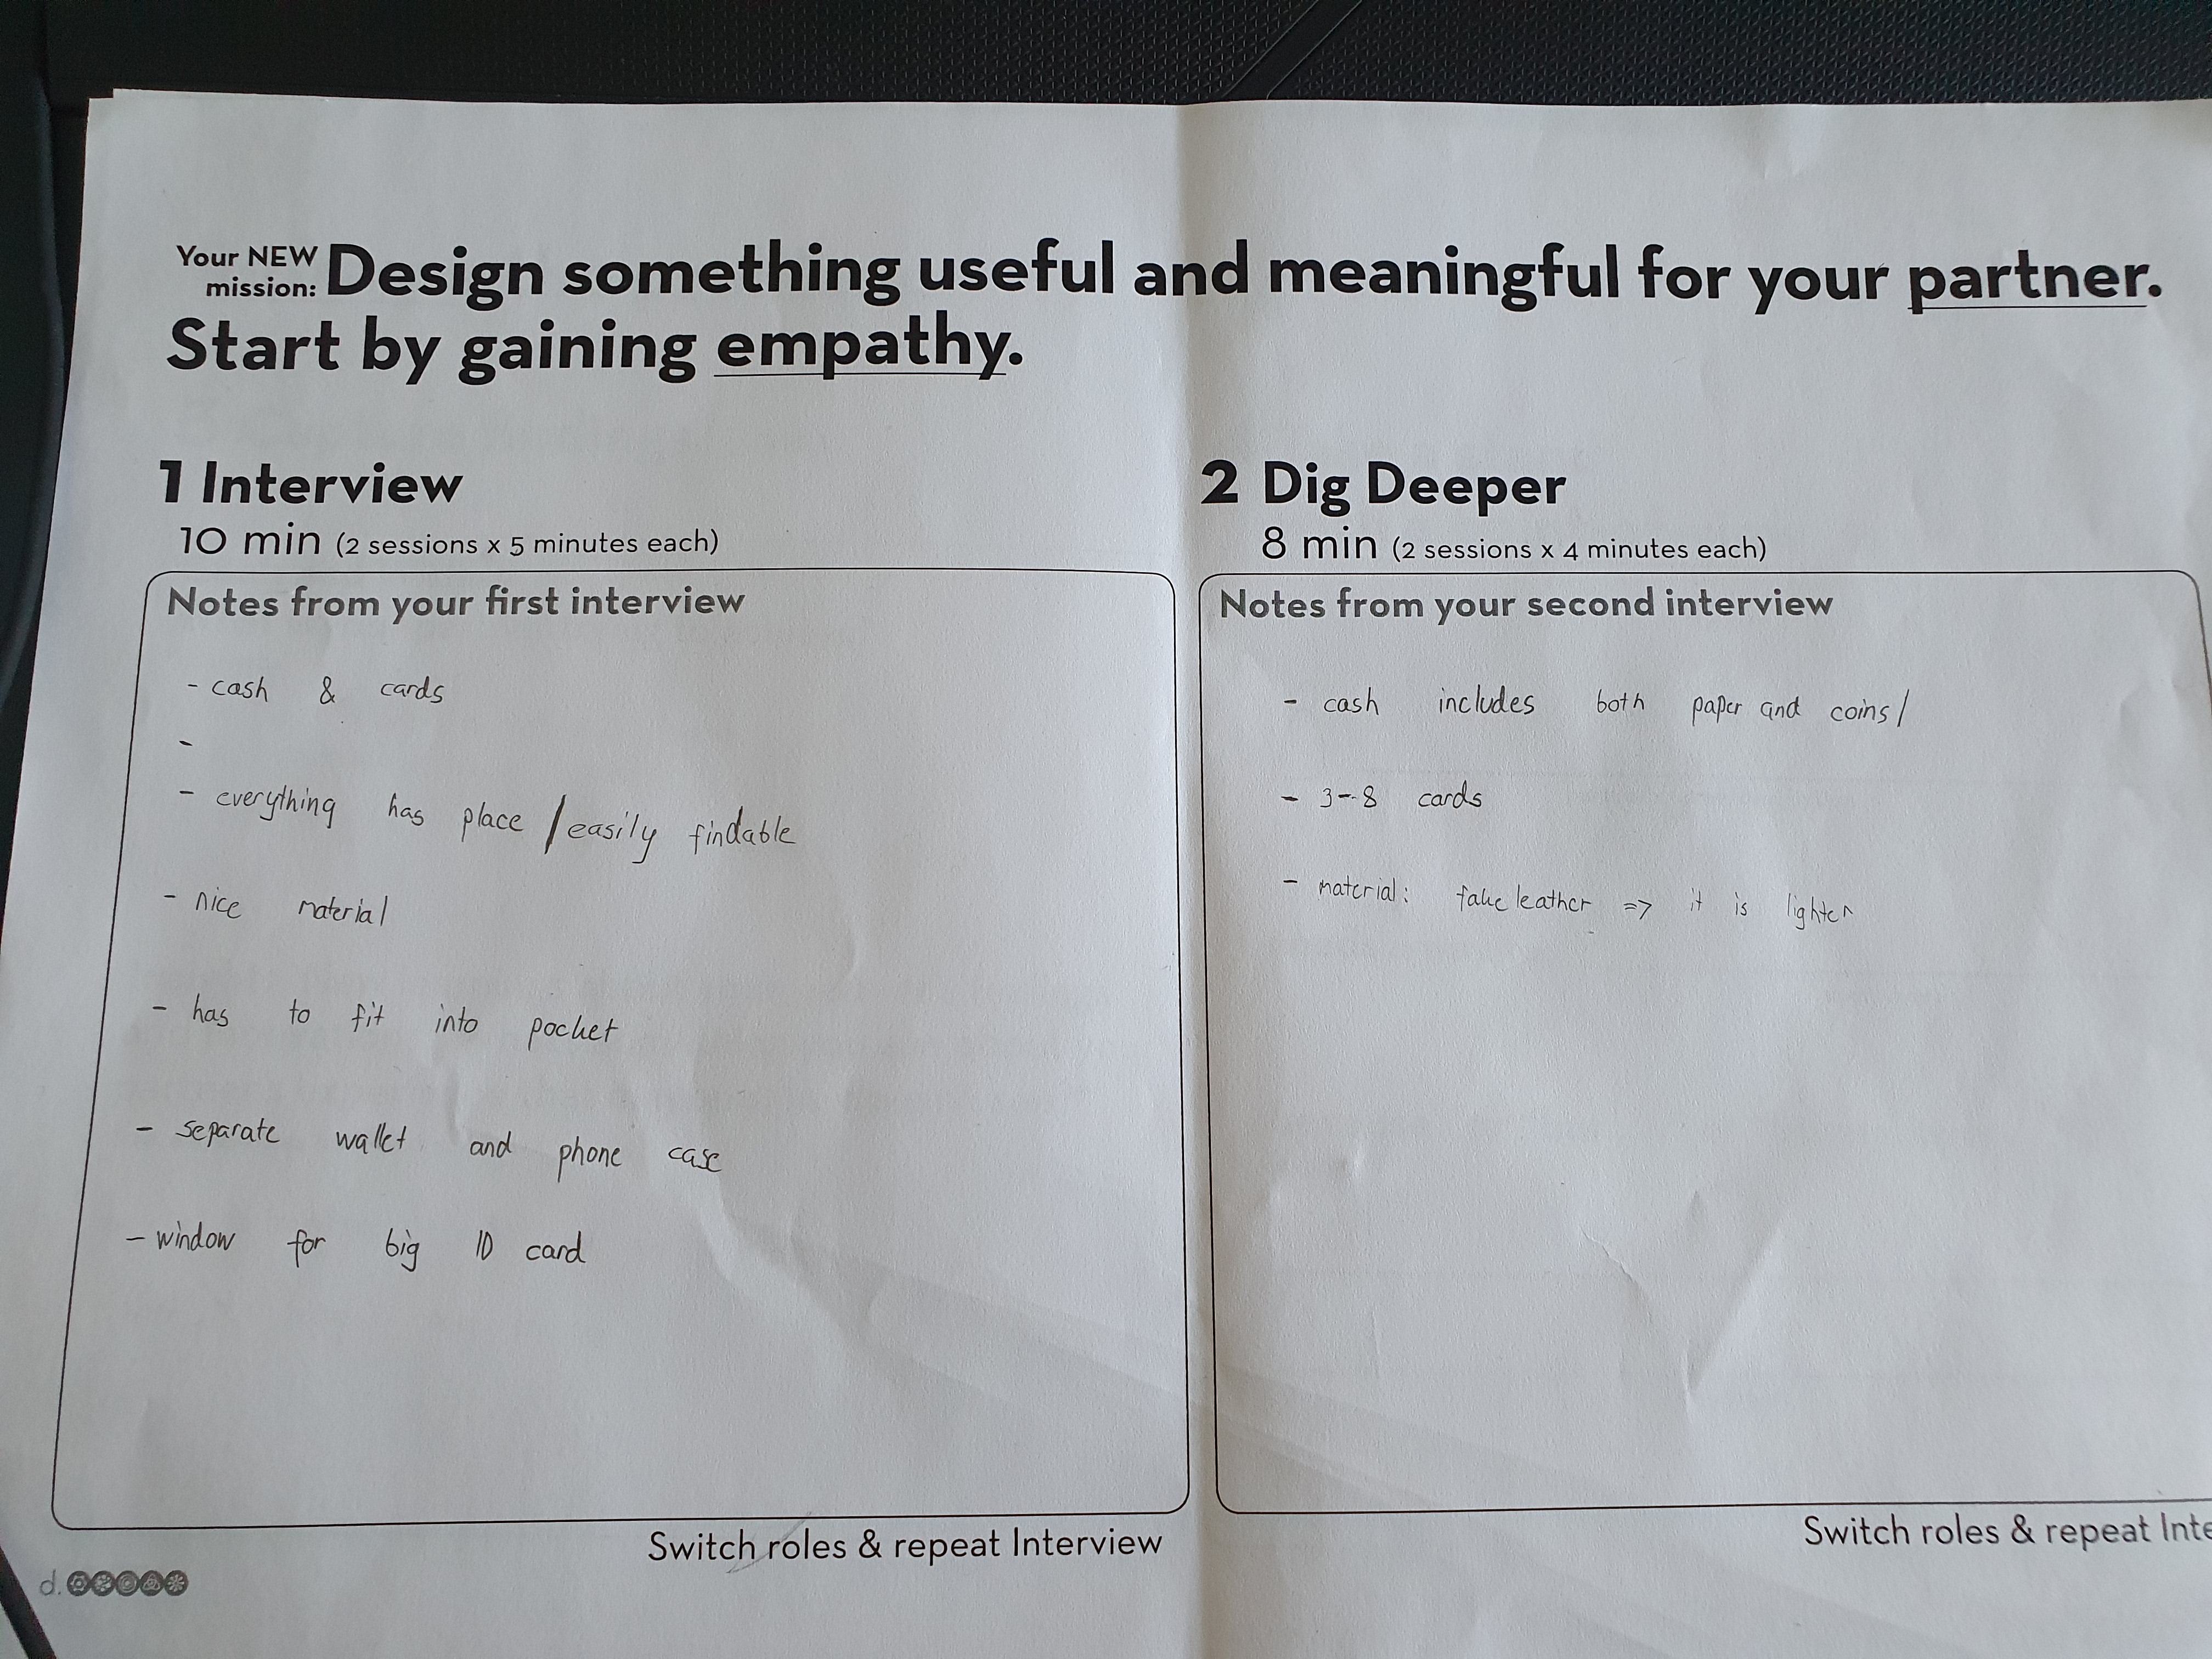 Your NEW
mission:
Design something useful and meaningful for your partner.
Start by gaining empathy.
1 Interview
10 min (2 sessions x 5 minutes each)
Notes from your first interview
- cash & cards
-
- everything has place / easily findable
- nice material
- has to fit into pocket
- separate wallet and phone case
- window for big ID card
Switch roles & repeat Interview
2 Dig Deeper
8 min (2 sessions x 4 minutes each)
Notes from your second interview
- cash includes both paper and coins /
- 3-8 cards
- material: fake leather => it is lighter
Switch roles & repeat Inte
d.